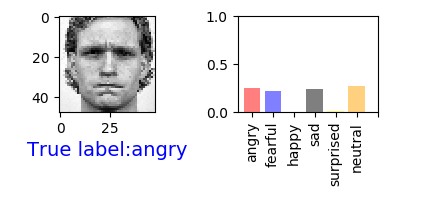 0
20
40
0 25
True label:angry
1.0
0.5
0.0
angry
fearful
happy
sad
surprised
neutral